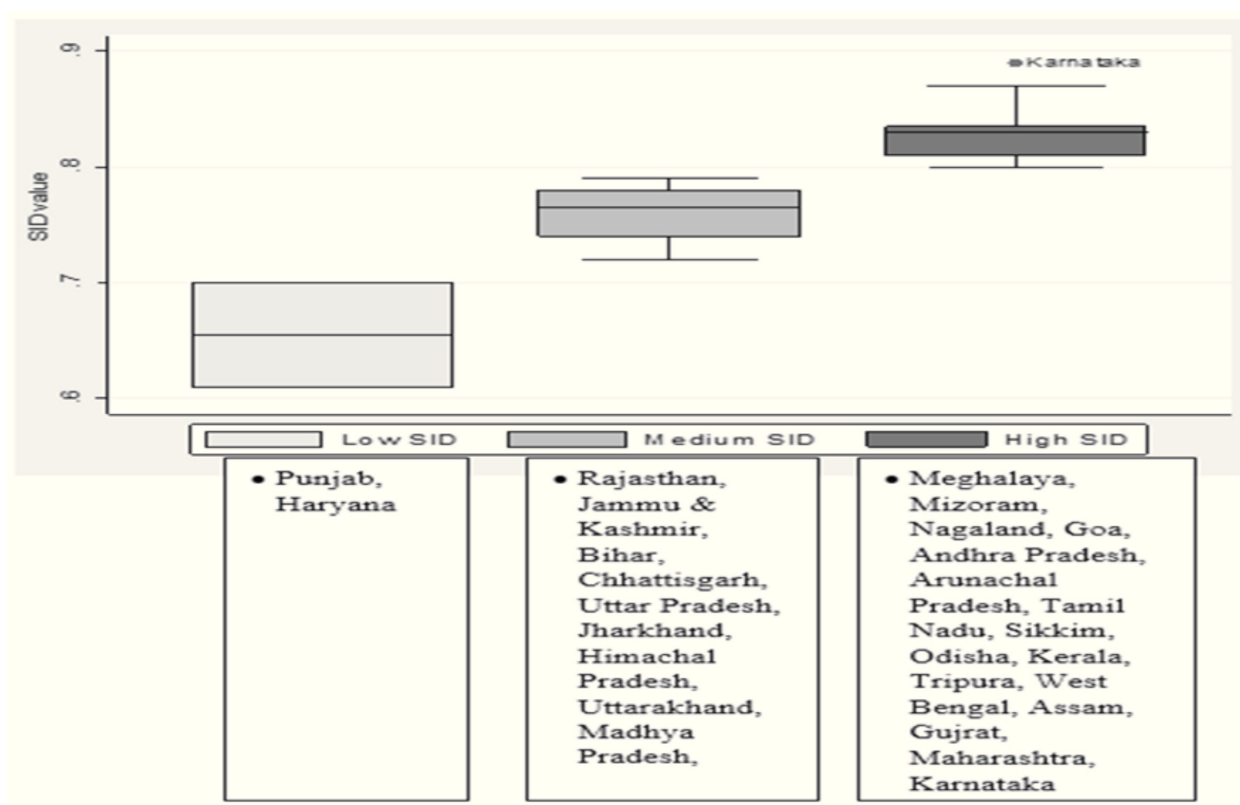 .9
.8
.7
.6
SIDvalue
Karnataka
Low SID Medium SID High SID
• Punjab,
Haryana
• Rajasthan,
Jammu &
Kashmir,
Bihar,
Chhattisgarh,
Uttar Pradesh,
Jharkhand,
Himachal
Pradesh,
Uttarakhand,
Madhya
Pradesh,
• Meghalaya,
Mizoram,
Nagaland, Goa,
Andhra Pradesh,
Arunachal
Pradesh, Tamil
Nadu, Sikkim,
Odisha, Kerala,
Tripura, West
Bengal, Assam,
Gujrat,
Maharashtra,
Karnataka